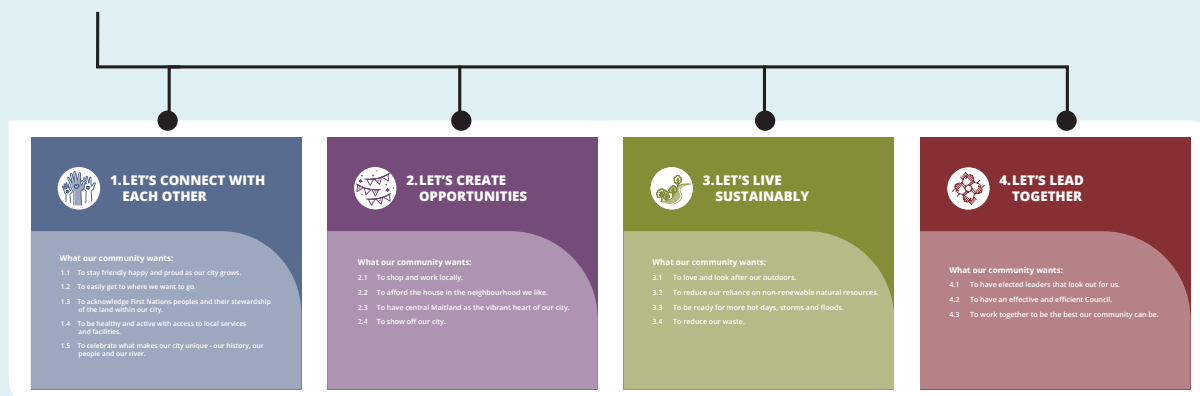 1.LET'S CONNECT WITH
EACH OTHER
What our community wants:
1.1 To stay friendly happy and proud as our city grows.
1.2 To easily get to where we want to go.
1.3 To acknowledge First Nations peoples and their stewardship
of the land within our city.
1.4 To be healthy and active with access to local services
and facilities.
1.5 To celebrate what makes our city unique - our history, our
people and our river.
2.LET'S CREATE
OPPORTUNITIES
What our community wants:
2.1 To shop and work locally.
2.2 To afford the house in the neighbourhood we like.
2.3 To have central Maitland as the vibrant heart of our city.
2.4 To show off our city.
3.LET'S LIVE
SUSTAINABLY
What our community wants:
3.1 To love and look after our outdoors.
3.2 To reduce our reliance on non-renewable natural resources.
3.3 To be ready for more hot days, storms and floods.
3.4 To reduce our waste.
4.LET'S LEAD
TOGETHER
What our community wants:
4.1 To have elected leaders that look out for us.
4.2 To have an effective and efficient Council.
4.3 To work together to be the best our community can be.